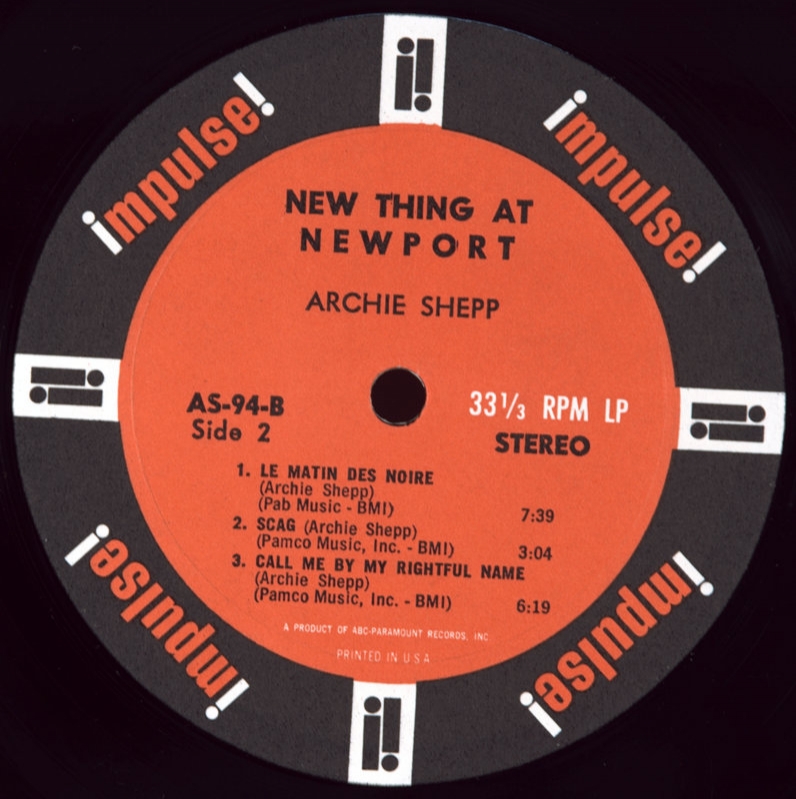 impulse!
impulse!
NEW THING AT
NEWPORT
ARCHIE SHEPP
AS-94-B
Side 2
33⅓ RPM LP
STEREO
1. LE MATIN DES NOIRE
(Archie Shepp)
(Pab Music - BMI) 7:39
2. SCAG (Archie Shepp)
(Pamco Music, Inc. - BMI) 3:04
3. CALL ME BY MY RIGHTFUL NAME
(Archie Shepp)
(Pamco Music, Inc. - BMI) 6:19
A PRODUCT OF ABC-PARAMOUNT RECORDS, INC
PRINTED IN U S A
impulse!
impulse!